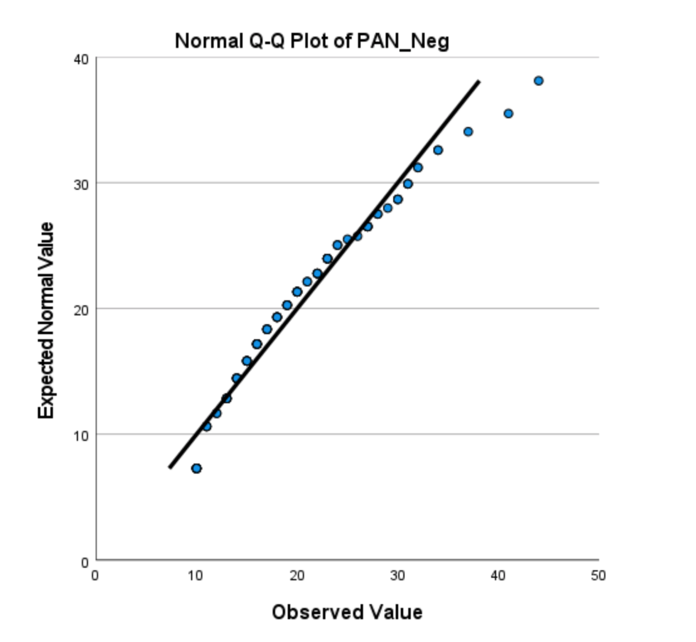 Normal Q-Q Plot of PAN_Neg
40
30
20
10
0
Expected Normal Value
0 10 20 30 40 50
Observed Value